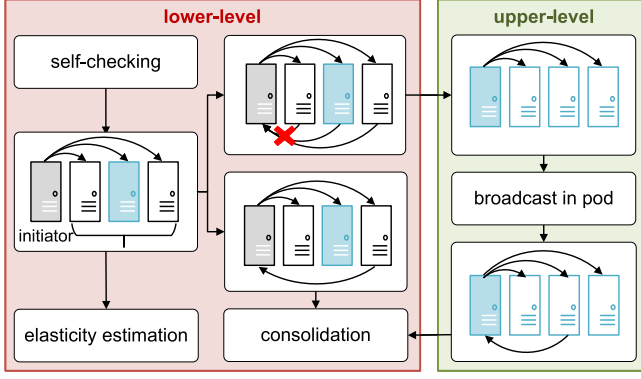 lower-level
upper-level
self-checking
initiator
elasticity estimation
consolidation
broadcast in pod